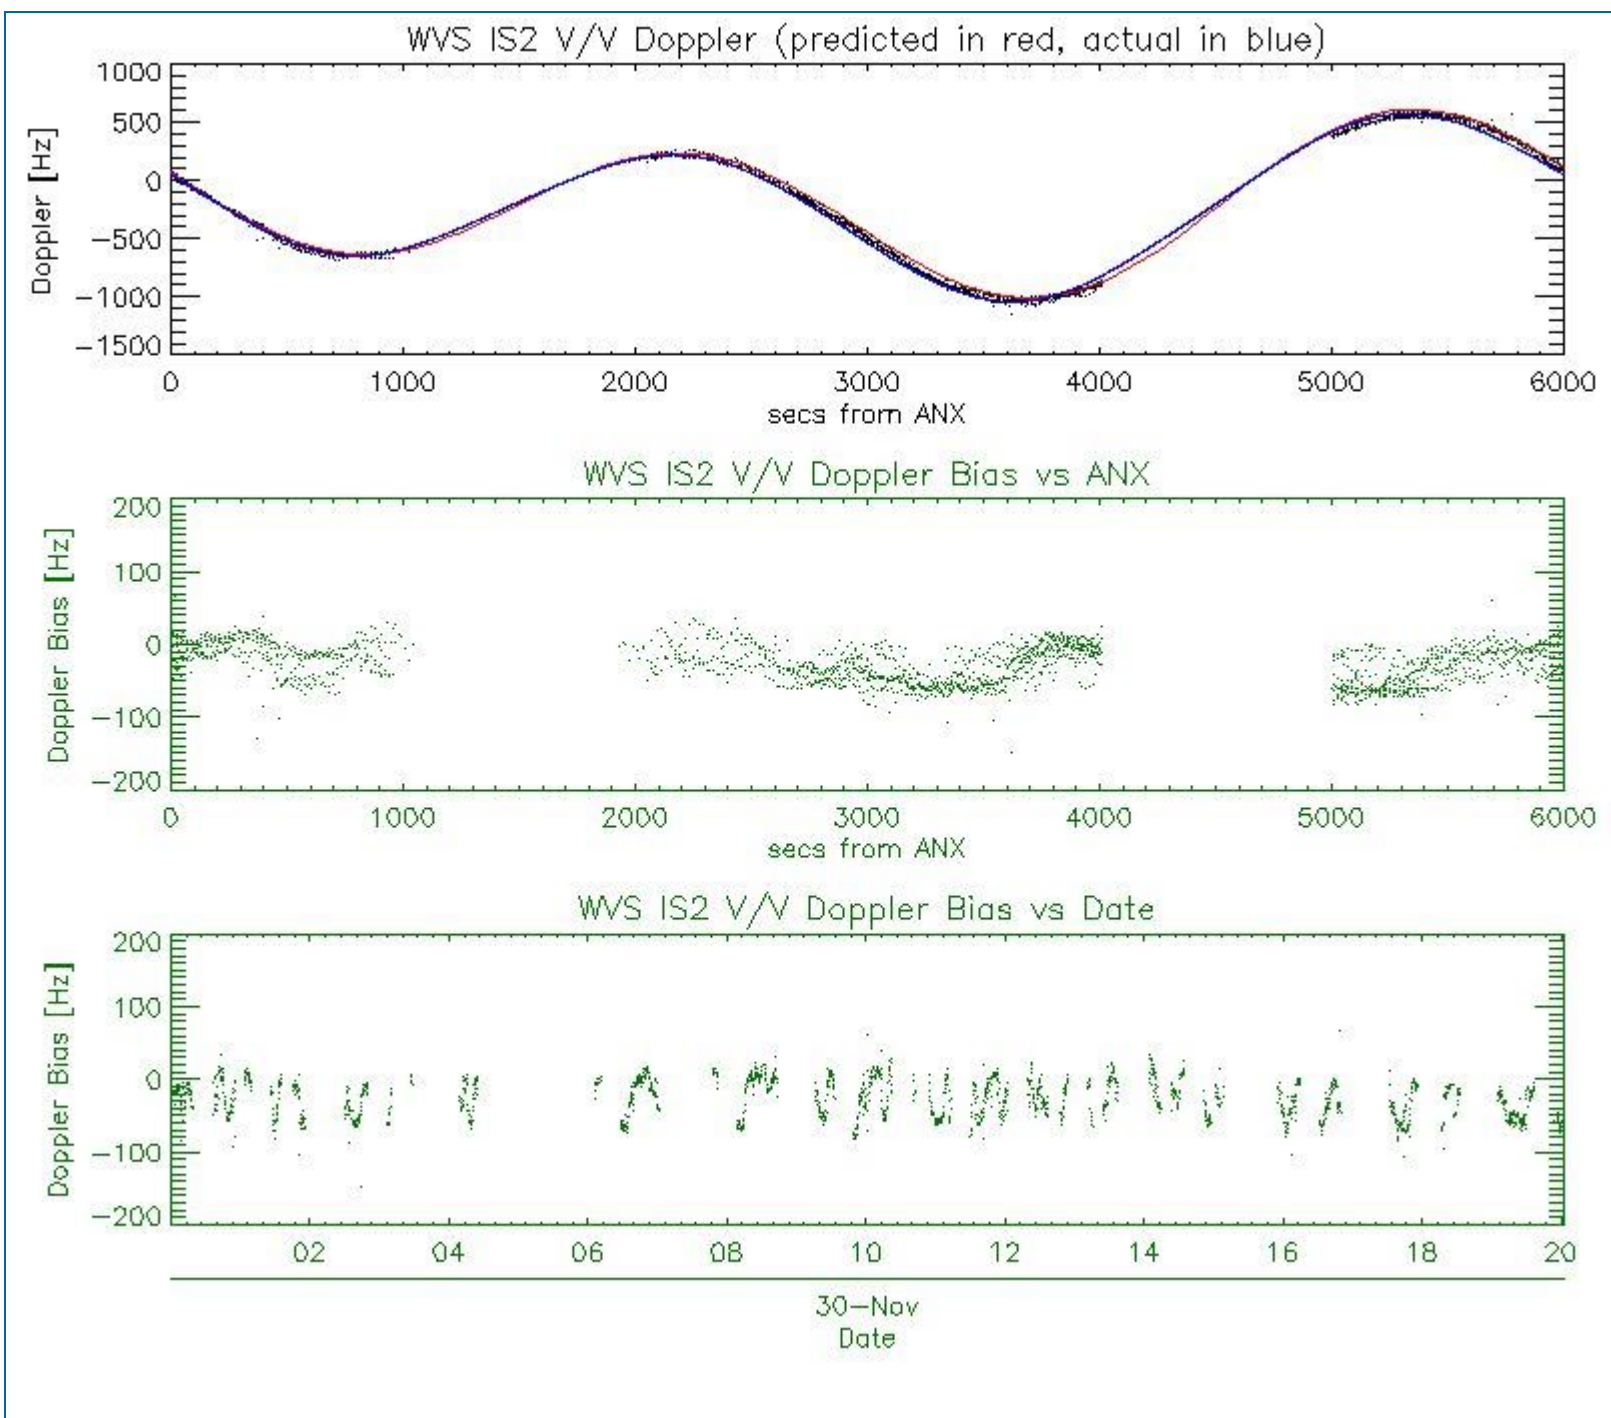 WVS IS2 V/V Doppler (predicted in red, actual in blue)
1000
500
0
−500
−1000
−1500
Doppler [Hz]
0 1000 2000 3000 4000 5000 6000
secs from ANX
WVS IS2 V/V Doppler Bias vs ANX
200
100
0
−100
−200
Doppler Bias [Hz]
0 1000 2000 3000 4000 5000 6000
secs from ANX
WVS IS2 V/V Doppler Bias vs Date
200
100
0
−100
−200
Doppler Bias [Hz]
02 04 06 08 10 12 14 16 18 20
30−Nov
Date